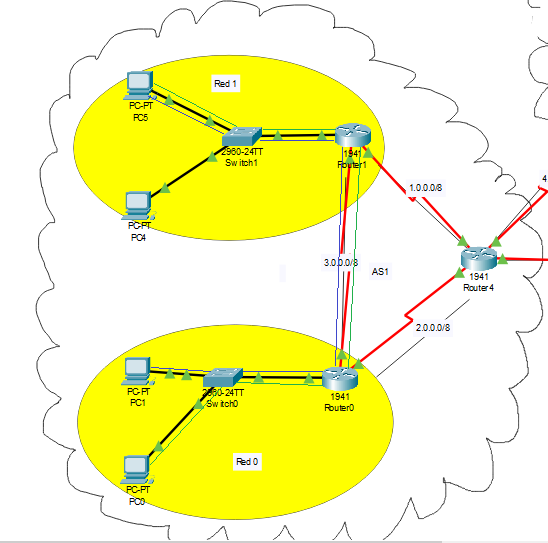 Red 1
PC-PT
PC5
2960-24TT
Switch1
1941
Router1
PC-PT
PC4
1.0.0.0/8
4
3.0.0.0/8
AS1
1941
Router4
2.0.0.0/8
PC-PT
PC1
2960-24TT
Switch0
1941
Router0
PC-PT
PC0
Red 0